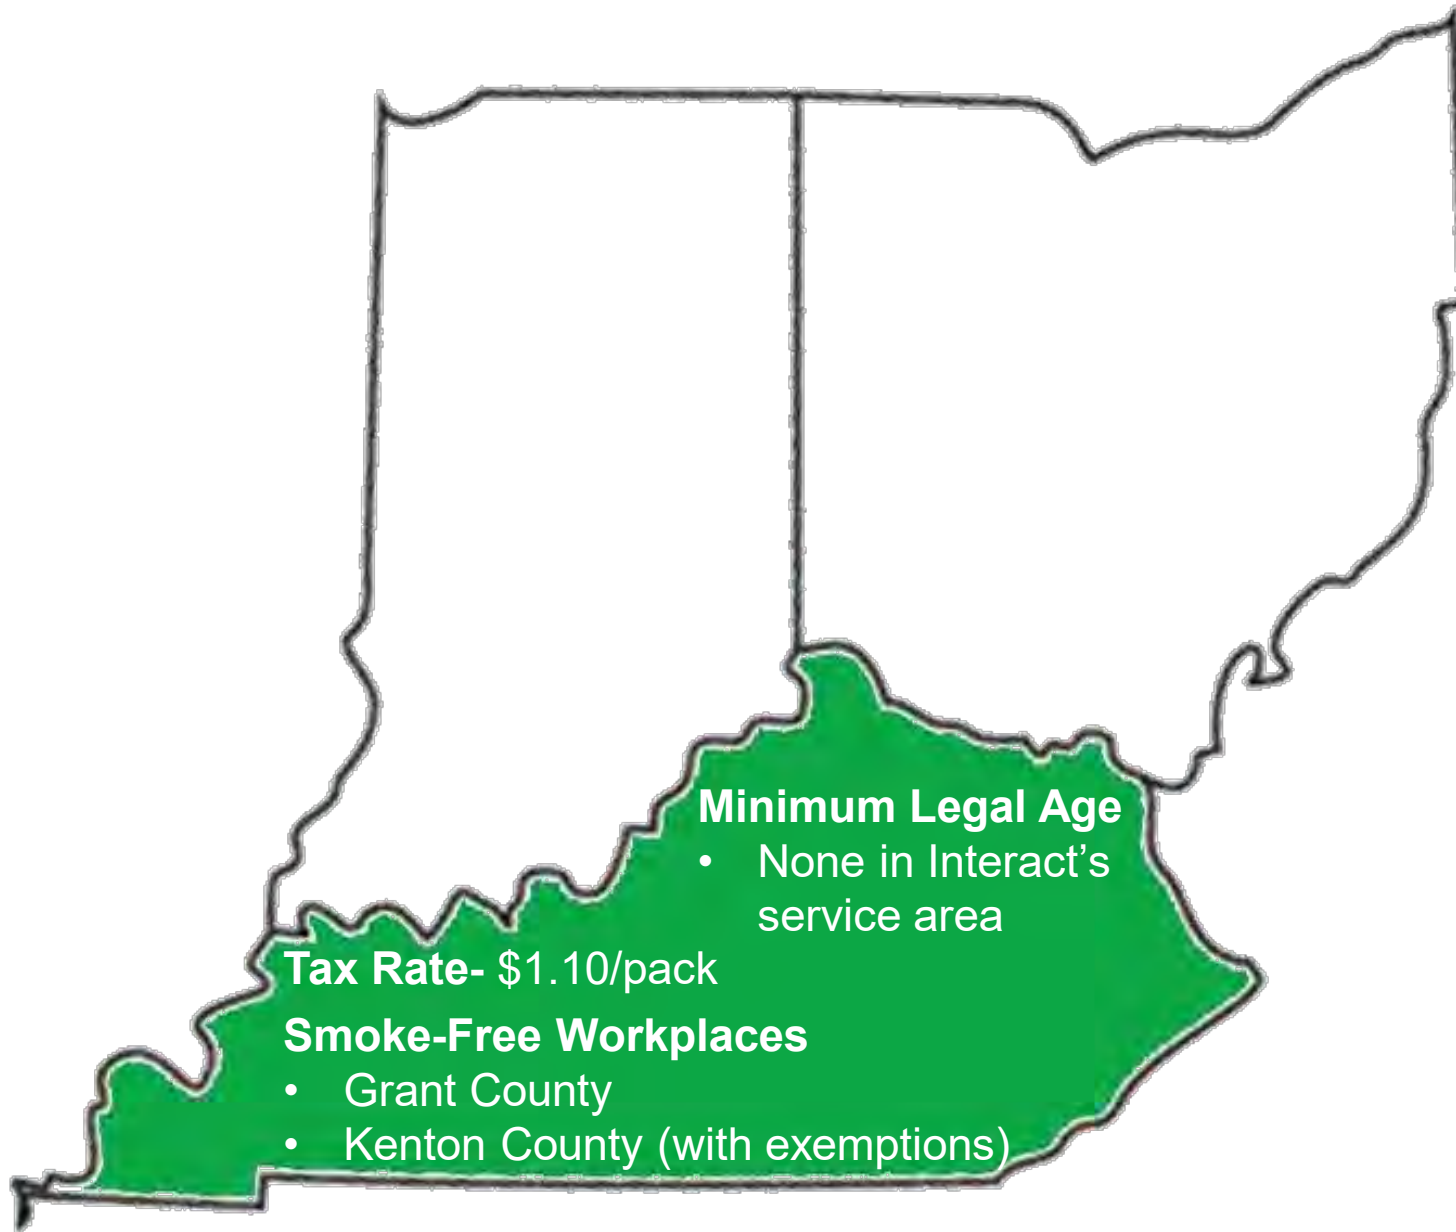 Minimum Legal Age
• None in Interact’s
service area
Tax Rate- $1.10/pack
Smoke-Free Workplaces
• Grant County
• Kenton County (with exemptions)